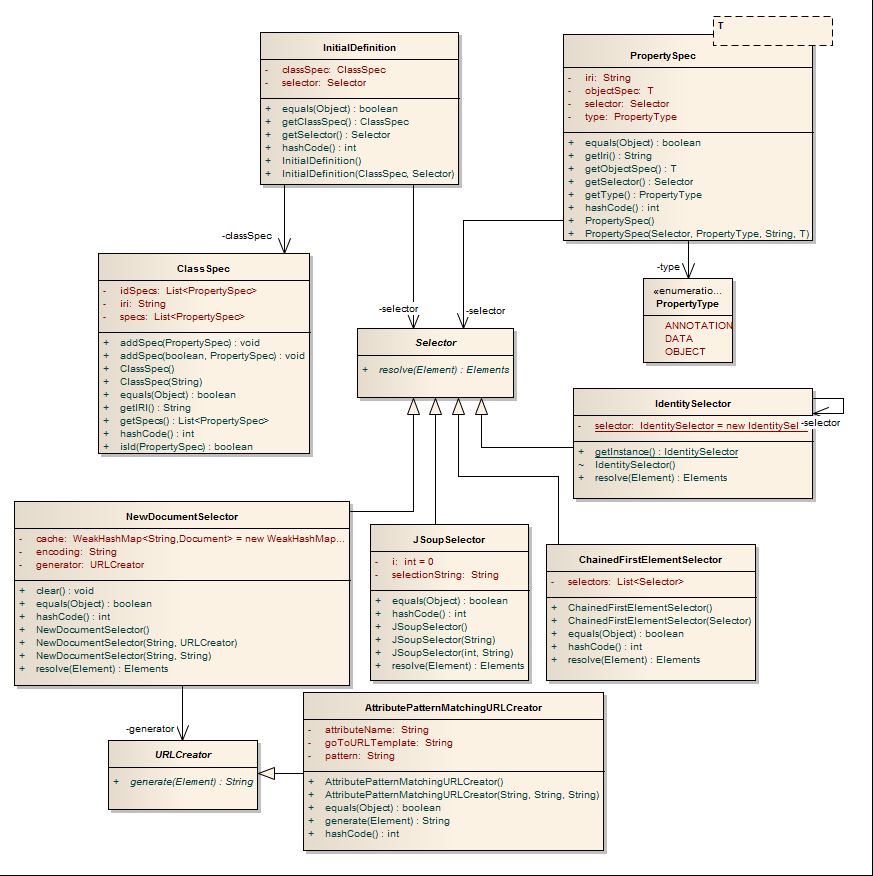 InitialDefinition
- classSpec: ClassSpec
- selector: Selector
+ equals(Object) : boolean
+ getClassSpec() : ClassSpec
+ getSelector() : Selector
+ hashCode() : int
+ InitialDefinition()
+ InitialDefinition(ClassSpec, Selector)
T
PropertySpec
- iri: String
- objectSpec: T
- selector: Selector
- type: PropertyType
+ equals(Object) : boolean
+ getIri() : String
+ getObjectSpec() : T
+ getSelector() : Selector
+ getType() : PropertyType
+ hashCode() : int
+ PropertySpec()
+ PropertySpec(Selector, PropertyType, String, T)
-classSpec
-type
ClassSpec
- idSpecs: List<PropertySpec>
- iri: String
- specs: List<PropertySpec>
+ addSpec(PropertySpec) : void
+ addSpec(boolean, PropertySpec) : void
+ ClassSpec()
+ ClassSpec(String)
+ equals(Object) : boolean
+ getIRI() : String
+ getSpecs() : List<PropertySpec>
+ hashCode() : int
+ isId(PropertySpec) : boolean
«enumeratio...
PropertyType
ANNOTATION
DATA
OBJECT
-selector
-selector
Selector
+ resolve(Element) : Elements
IdentitySelector
- selector: IdentitySelector = new IdentitySel
-selector
+ getInstance() : IdentitySelector
~ IdentitySelector()
+ resolve(Element) : Elements
NewDocumentSelector
- cache: WeakHashMap<String,Document> = new WeakHashMap...
- encoding: String
- generator: URLCreator
+ clear() : void
+ equals(Object) : boolean
+ hashCode() : int
+ NewDocumentSelector()
+ NewDocumentSelector(String, URLCreator)
+ NewDocumentSelector(String, String)
+ resolve(Element) : Elements
JSoupSelector
- i: int = 0
- selectionString: String
+ equals(Object) : boolean
+ hashCode() : int
+ JSoupSelector()
+ JSoupSelector(String)
+ JSoupSelector(int, String)
+ resolve(Element) : Elements
ChainedFirstElementSelector
- selectors: List<Selector>
+ ChainedFirstElementSelector()
+ ChainedFirstElementSelector(Selector)
+ equals(Object) : boolean
+ hashCode() : int
+ resolve(Element) : Elements
-generator
URLCreator
+ generate(Element) : String
AttributePatternMatchingURLCreator
- attributeName: String
- goToURLTemplate: String
- pattern: String
+ AttributePatternMatchingURLCreator()
+ AttributePatternMatchingURLCreator(String, String, String)
+ equals(Object) : boolean
+ generate(Element) : String
+ hashCode() : int